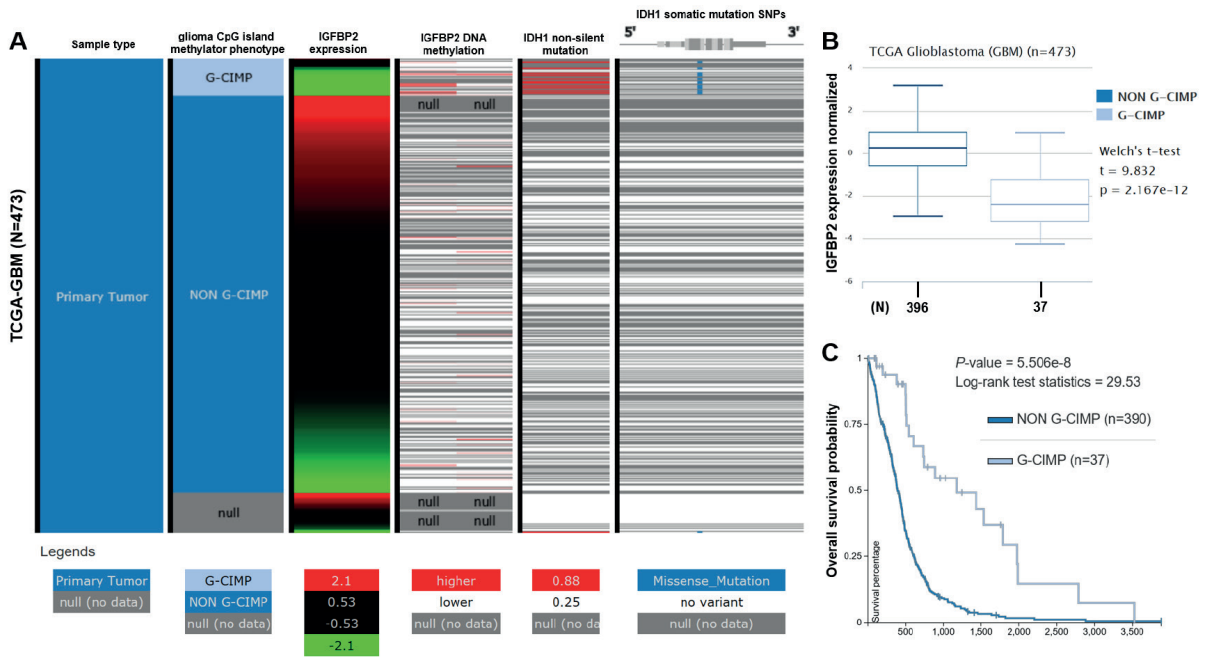 A
Sample type
glioma CpG island
methylator phenotype
IGFBP2
expression
IGFBP2 DNA
methylation
IDH1 non-silent
mutation
IDH1 somatic mutation SNPs
5'
3'
TCGA-GBM (N=473)
Primary Tumor
G-CIMP
NON G-CIMP
null
null
null
null
null
null
null
Legends
Primary Tumor
null (no data)
G-CIMP
NON G-CIMP
null (no data)
2.1
0.53
-0.53
-2.1
higher
lower
null (no data)
0.88
0.25
null (no da
Missense_Mutation
no variant
null (no data)
B
TCGA Glioblastoma (GBM) (n=473)
IGFBP2 expression normalized
4
2
0
-2
-4
-6
NON G-CIMP
G-CIMP
Welch's t-test
t = 9.832
p = 2.167e-12
(N)
396
37
C
Overall survival probability
Survival percentage
1
0.75
0.5
0.25
0
500
1,000
1,500
2,000
2,500
3,000
3,500
P-value = 5.506e-8
Log-rank test statistics = 29.53
NON G-CIMP (n=390)
G-CIMP (n=37)